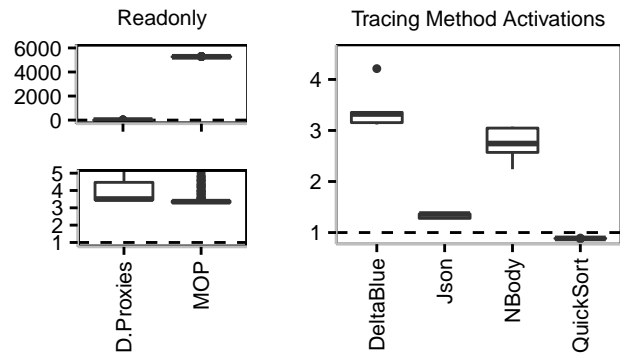 Readonly
Tracing Method Activations
6000
4000
2000
0
5
4
3
2
1
D.Proxies
MOP
4
3
2
1
DeltaBlue
Json
NBody
QuickSort